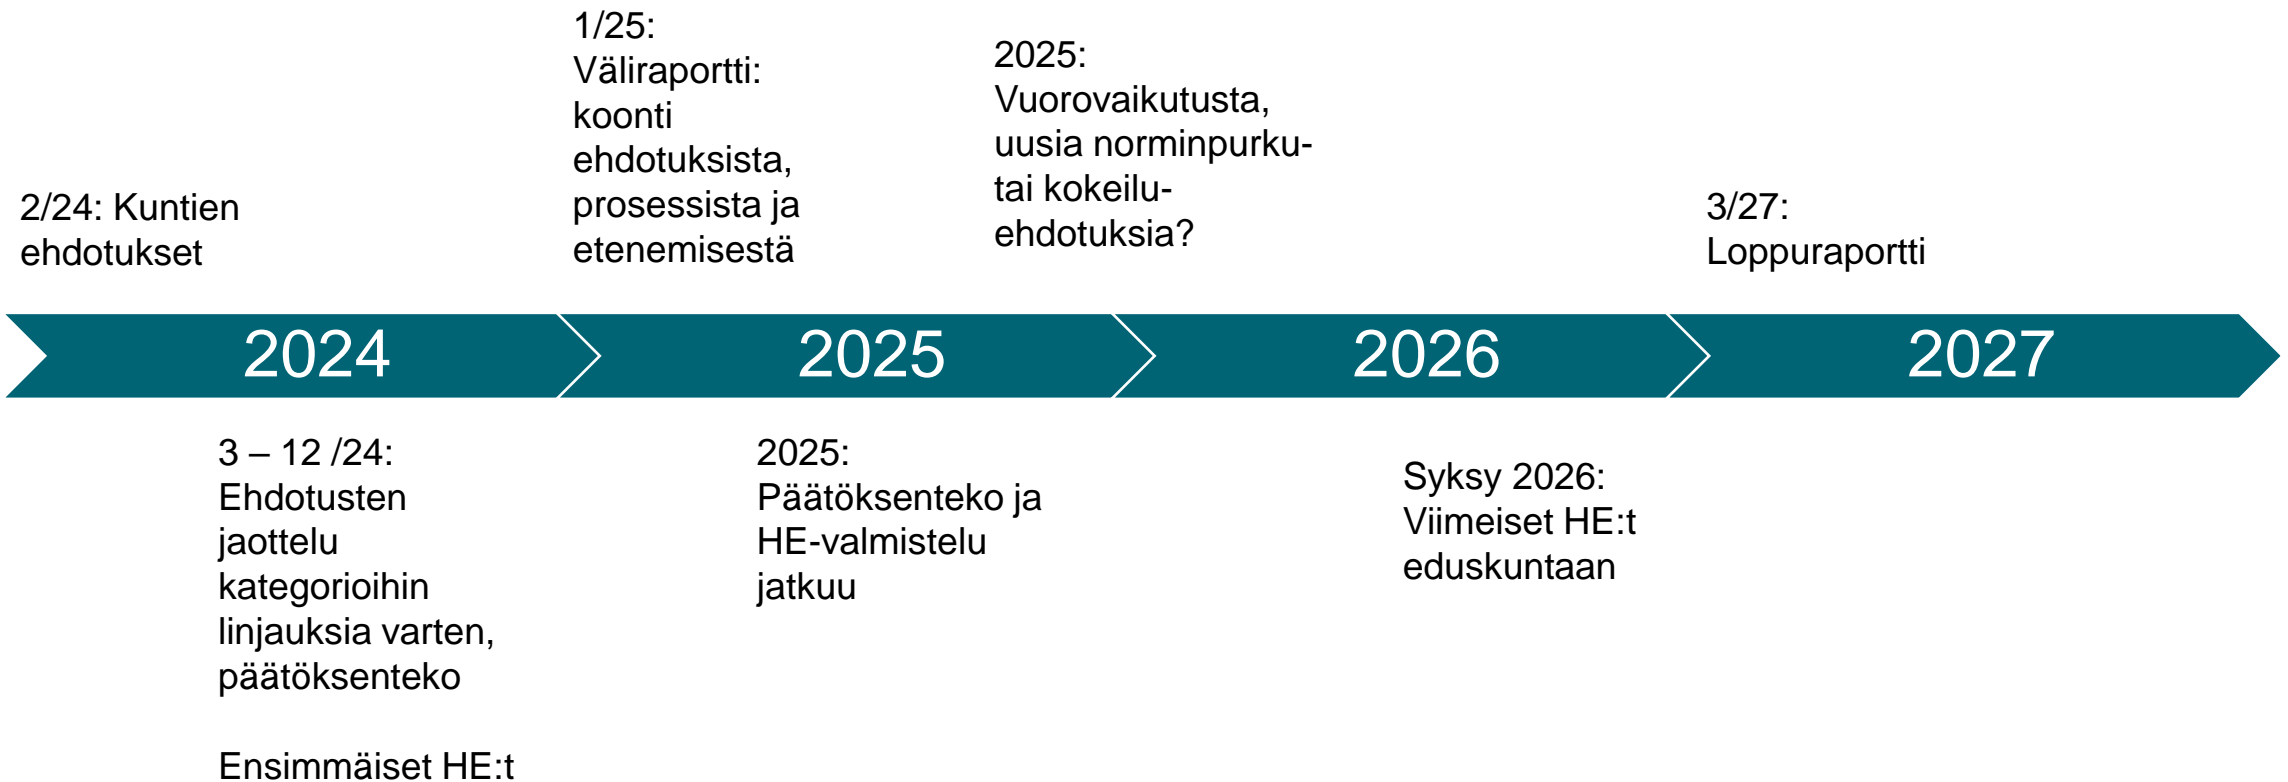 2/24: Kuntien
ehdotukset
1/25:
Väliraportti:
koonti
ehdotuksista,
prosessista ja
etenemisestä
2025:
Vuorovaikutusta,
uusia norminpurku-
tai kokeilu-
ehdotuksia?
3/27:
Loppuraportti
2024
2025
2026
2027
3 – 12 /24:
Ehdotusten
jaottelu
kategorioihin
linjauksia varten,
päätöksenteko
Ensimmäiset HE:t
2025:
Päätöksenteko ja
HE-valmistelu
jatkuu
Syksy 2026:
Viimeiset HE:t
eduskuntaan